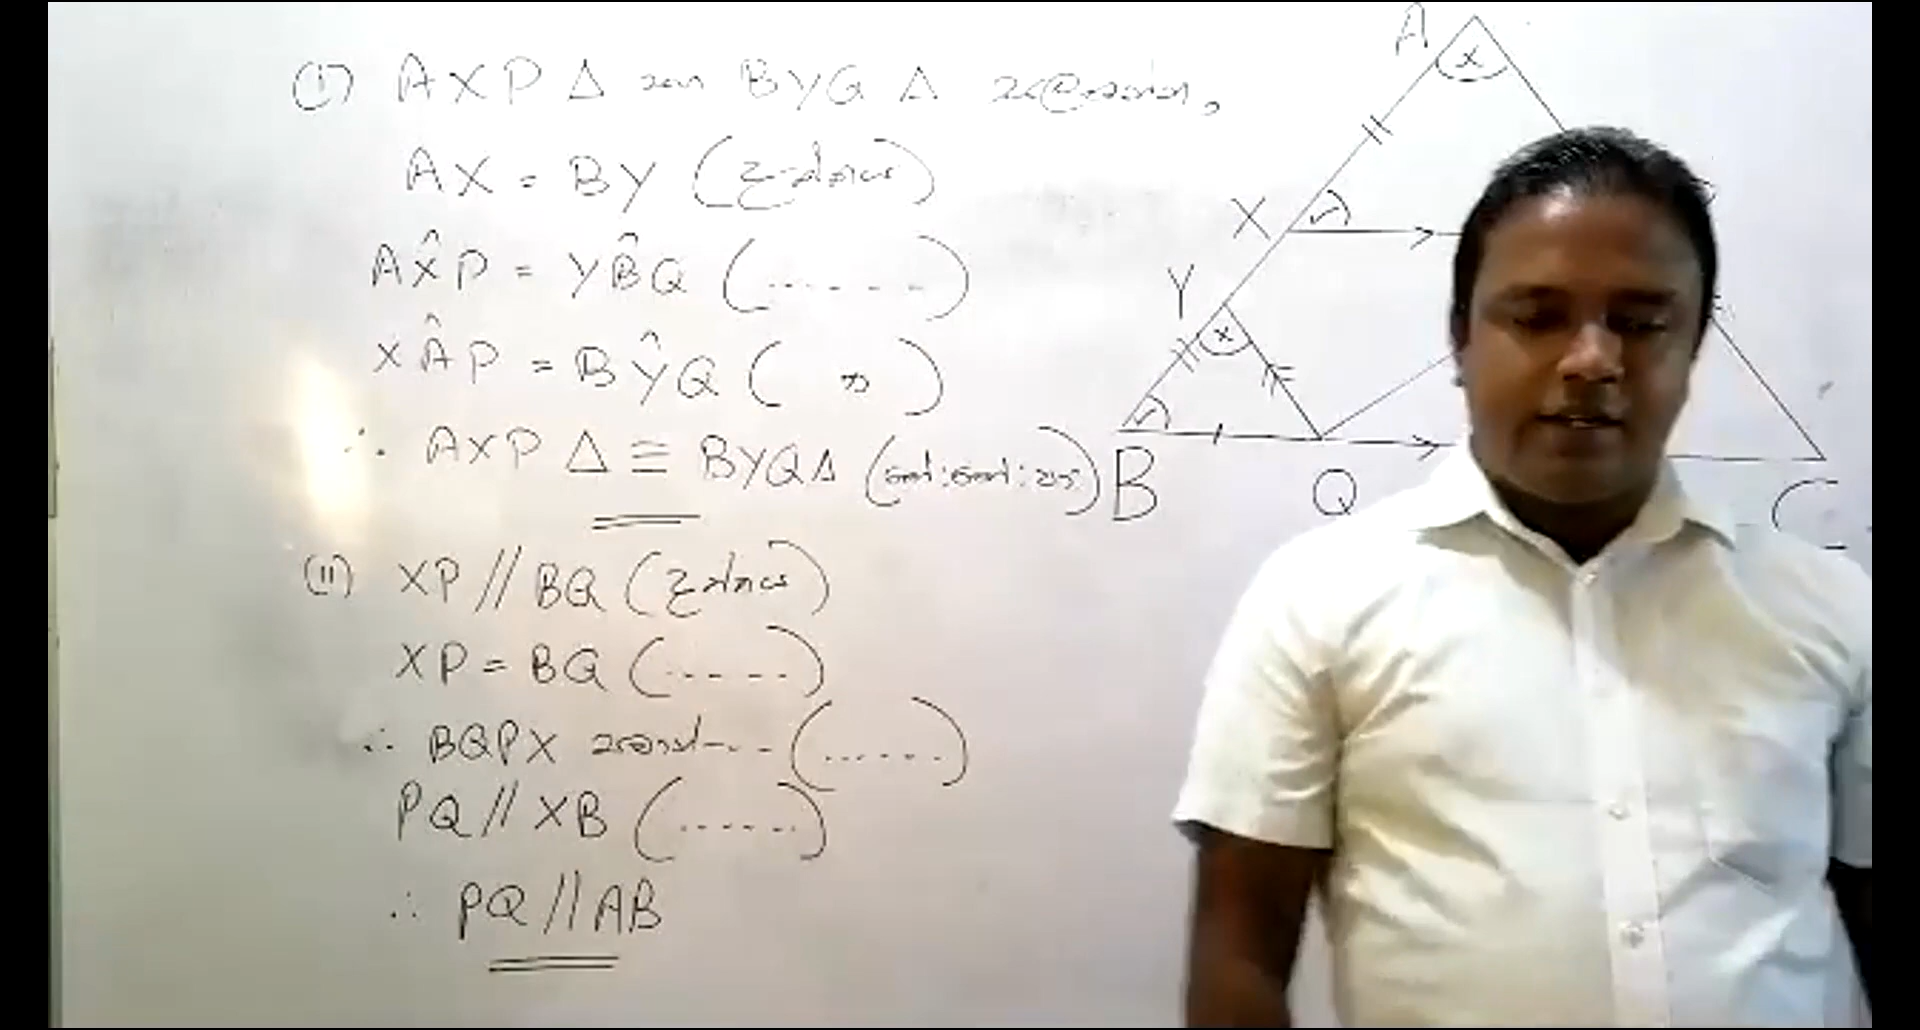 (i) AXP Δ සහ BYQ Δ සලකන්න,
AX = BY (දත්තය)
AX̂P = YB̂Q (......)
XÂP = BŶQ ( " )
∴ AXP Δ ≡ BYQ Δ
(ii) XP // BQ (දත්තය)
XP = BQ (.....)
∴ BQPX (......)
PQ // XB (......)
∴ PQ // AB
A
x
X
Y
x
B
Q
C